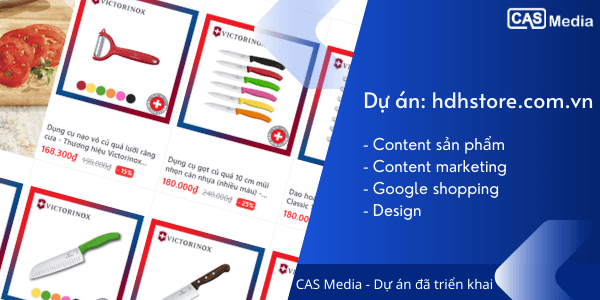 CAS Media
VICTORINOX
VICTORINOX
Dụng cụ nạo vỏ củ quả lưỡi răng
cưa - Thương hiệu Victorinox...
168.300₫ 198.000₫ - 15%
Dụng cụ gọt củ quả 10 cm mũi
nhọn cán nhựa (nhiều màu) -...
180.000₫ 240.000₫ - 25%
Dao
Classic
180.00
VICTORINOX
VICTORINOX
Dự án: hdhstore.com.vn
- Content sản phẩm
- Content marketing
- Google shopping
- Design
CAS Media - Dự án đã triển khai